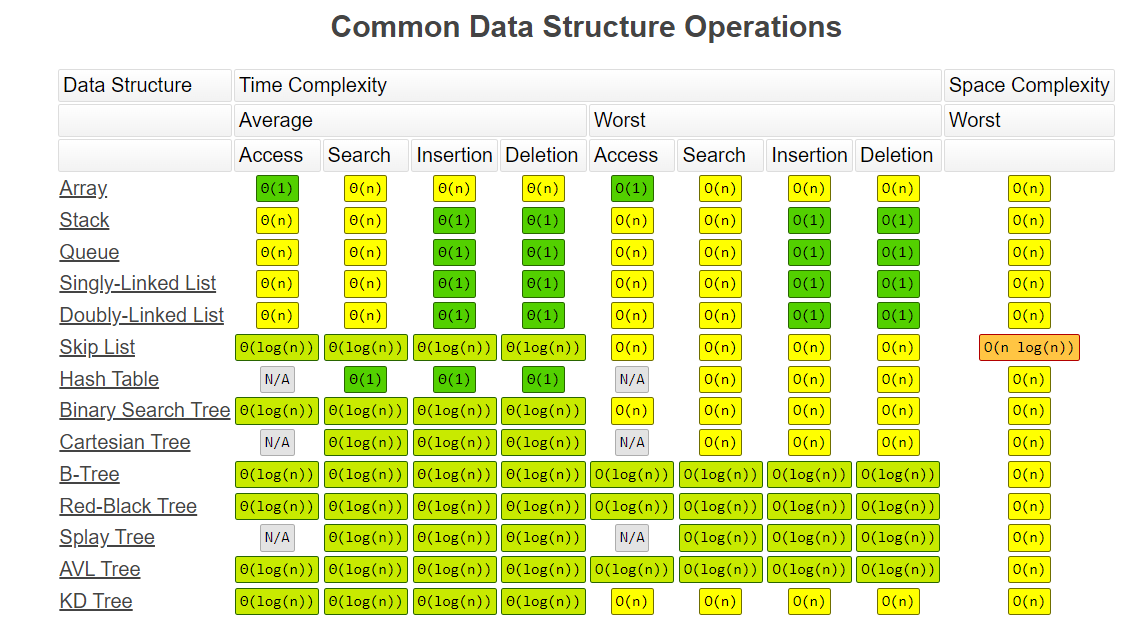 Common Data Structure Operations
Data Structure Time Complexity Space Complexity
Average Worst Worst
Access Search Insertion Deletion Access Search Insertion Deletion
Array Θ(1) Θ(n) Θ(n) Θ(n) O(1) O(n) O(n) O(n) O(n)
Stack Θ(n) Θ(n) Θ(1) Θ(1) O(n) O(n) O(1) O(1) O(n)
Queue Θ(n) Θ(n) Θ(1) Θ(1) O(n) O(n) O(1) O(1) O(n)
Singly-Linked List Θ(n) Θ(n) Θ(1) Θ(1) O(n) O(n) O(1) O(1) O(n)
Doubly-Linked List Θ(n) Θ(n) Θ(1) Θ(1) O(n) O(n) O(1) O(1) O(n)
Skip List Θ(log(n)) Θ(log(n)) Θ(log(n)) Θ(log(n)) O(n) O(n) O(n) O(n) O(n log(n))
Hash Table N/A Θ(1) Θ(1) Θ(1) N/A O(n) O(n) O(n) O(n)
Binary Search Tree Θ(log(n)) Θ(log(n)) Θ(log(n)) Θ(log(n)) O(n) O(n) O(n) O(n) O(n)
Cartesian Tree N/A Θ(log(n)) Θ(log(n)) Θ(log(n)) N/A O(n) O(n) O(n) O(n)
B-Tree Θ(log(n)) Θ(log(n)) Θ(log(n)) Θ(log(n)) O(log(n)) O(log(n)) O(log(n)) O(log(n)) O(n)
Red-Black Tree Θ(log(n)) Θ(log(n)) Θ(log(n)) Θ(log(n)) O(log(n)) O(log(n)) O(log(n)) O(log(n)) O(n)
Splay Tree N/A Θ(log(n)) Θ(log(n)) Θ(log(n)) N/A O(log(n)) O(log(n)) O(log(n)) O(n)
AVL Tree Θ(log(n)) Θ(log(n)) Θ(log(n)) Θ(log(n)) O(log(n)) O(log(n)) O(log(n)) O(log(n)) O(n)
KD Tree Θ(log(n)) Θ(log(n)) Θ(log(n)) Θ(log(n)) O(n) O(n) O(n) O(n) O(n)